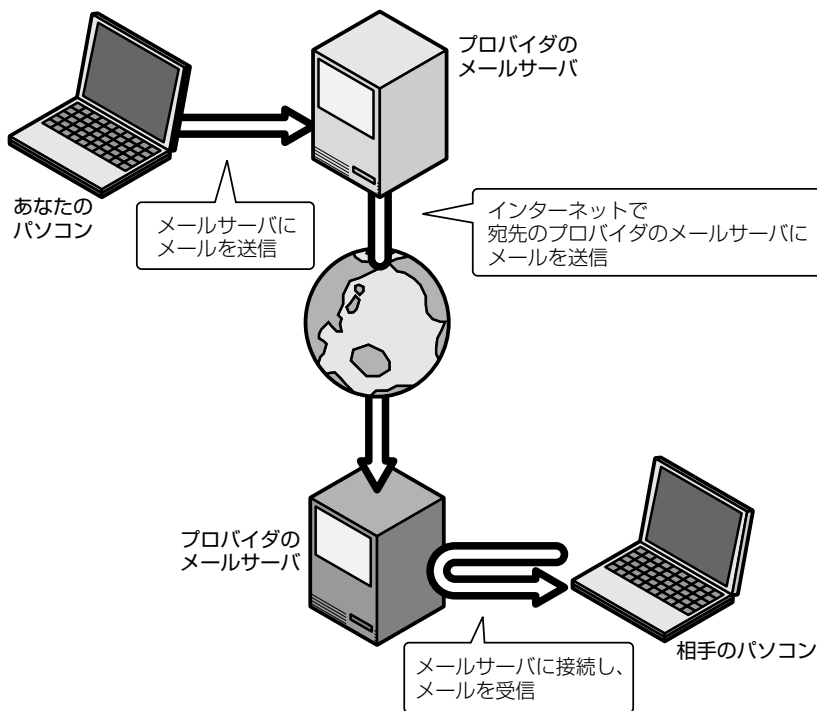 プロバイダの
メールサーバ
あなたの
パソコン
メールサーバに
メールを送信
インターネットで
宛先のプロバイダのメールサーバに
メールを送信
プロバイダの
メールサーバ
相手のパソコン
メールサーバに接続し、
メールを受信